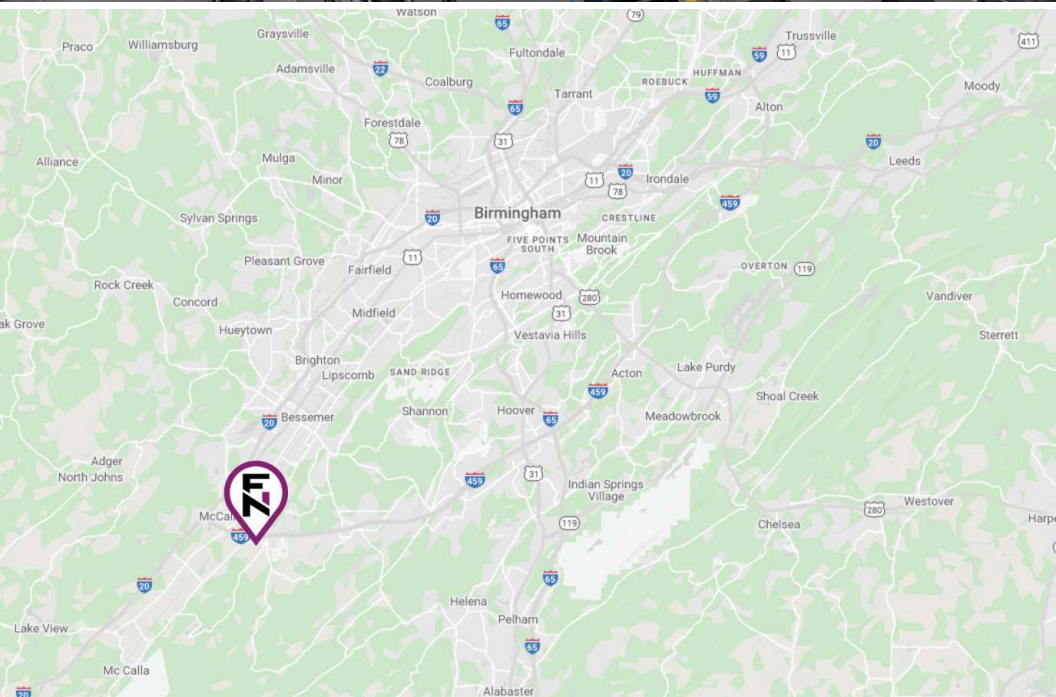 Watson
79
65
Graysville
Trussville
Praco
Williamsburg
411
Fultondale
59
11
Adamsville
22
HUFFMAN
Coalburg
ROEBUCK
Moody
Tarrant
59
65
Alton
Forestdale
78
31
20
Alliance
Mulga
Leeds
Minor
11
20
Irondale
78
459
Sylvan Springs
20
Birmingham
CRESTLINE
FIVE POINTS
SOUTH
Mountain
Brook
11
Pleasant Grove
Fairfield
65
OVERTON
119
Rock Creek
Concord
Homewood
280
Vandiver
Midfield
31
ak Grove
Hueytown
Vestavia Hills
Sterrett
Brighton
Lipscomb
SAND RIDGE
Acton
Lake Purdy
459
Shoal Creek
20
Bessemer
Shannon
Hoover
65
Meadowbrook
Adger
North Johns
459
31
Indian Springs
Village
FN
McCal
459
119
280
Westover
Chelsea
Harpe
20
65
Helena
Lake View
Pelham
65
Mc Calla
20
Alabaster